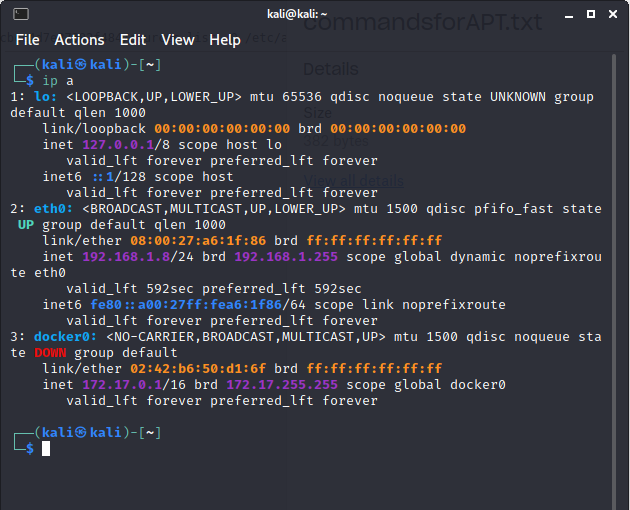 kali@kali: ~
File Actions Edit View Help
commandsforAPT.txt
Details
Size
View all details
┌──(kali㉿kali)-[~]
└─$ ip a
1: lo: <LOOPBACK,UP,LOWER_UP> mtu 65536 qdisc noqueue state UNKNOWN group
default qlen 1000
link/loopback 00:00:00:00:00:00 brd 00:00:00:00:00:00
inet 127.0.0.1/8 scope host lo
valid_lft forever preferred_lft forever
inet6 ::1/128 scope host
valid_lft forever preferred_lft forever
2: eth0: <BROADCAST,MULTICAST,UP,LOWER_UP> mtu 1500 qdisc pfifo_fast state
UP group default qlen 1000
link/ether 08:00:27:a6:1f:86 brd ff:ff:ff:ff:ff:ff
inet 192.168.1.8/24 brd 192.168.1.255 scope global dynamic noprefixrou
te eth0
valid_lft 592sec preferred_lft 592sec
inet6 fe80::a00:27ff:fea6:1f86/64 scope link noprefixroute
valid_lft forever preferred_lft forever
3: docker0: <NO-CARRIER,BROADCAST,MULTICAST,UP> mtu 1500 qdisc noqueue sta
te DOWN group default
link/ether 02:42:b6:50:d1:6f brd ff:ff:ff:ff:ff:ff
inet 172.17.0.1/16 brd 172.17.255.255 scope global docker0
valid_lft forever preferred_lft forever
┌──(kali㉿kali)-[~]
└─$